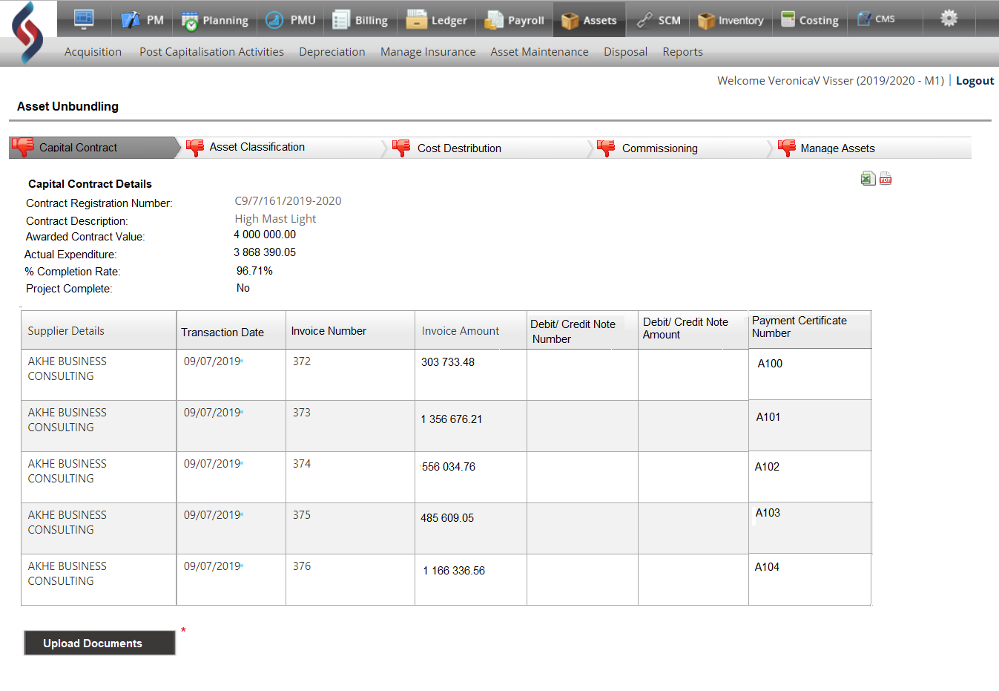 PM Planning PMU Billing Ledger Payroll Assets SCM Inventory Costing CMS
Acquisition Post Capitalisation Activities Depreciation Manage Insurance Asset Maintenance Disposal Reports
Welcome VeronicaV Visser (2019/2020 - M1) | Logout
Asset Unbundling
Capital Contract Asset Classification Cost Destribution Commissioning Manage Assets
Capital Contract Details
Contract Registration Number: C9/7/161/2019-2020
Contract Description: High Mast Light
Awarded Contract Value: 4 000 000.00
Actual Expenditure: 3 868 390.05
% Completion Rate: 96.71%
Project Complete: No
Supplier Details
Transaction Date
Invoice Number
Invoice Amount
Debit/ Credit Note
Number
Debit/ Credit Note
Amount
Payment Certificate
Number
AKHE BUSINESS
CONSULTING
09/07/2019
372
303 733.48
A100
AKHE BUSINESS
CONSULTING
09/07/2019
373
1 356 676.21
A101
AKHE BUSINESS
CONSULTING
09/07/2019
374
556 034.76
A102
AKHE BUSINESS
CONSULTING
09/07/2019
375
485 609.05
A103
AKHE BUSINESS
CONSULTING
09/07/2019
376
1 166 336.56
A104
Upload Documents *